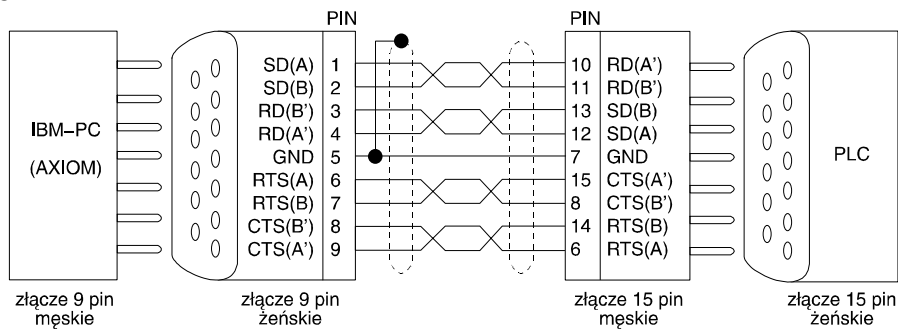 PIN PIN
SD(A) 1 10 RD(A')
SD(B) 2 11 RD(B')
RD(B') 3 13 SD(B)
IBM–PC RD(A') 4 12 SD(A)
(AXIOM) GND 5 7 GND PLC
RTS(A) 6 15 CTS(A')
RTS(B) 7 8 CTS(B')
CTS(B') 8 14 RTS(B)
CTS(A') 9 6 RTS(A)
złącze 9 pin złącze 9 pin złącze 15 pin złącze 15 pin
męskie żeńskie męskie żeńskie